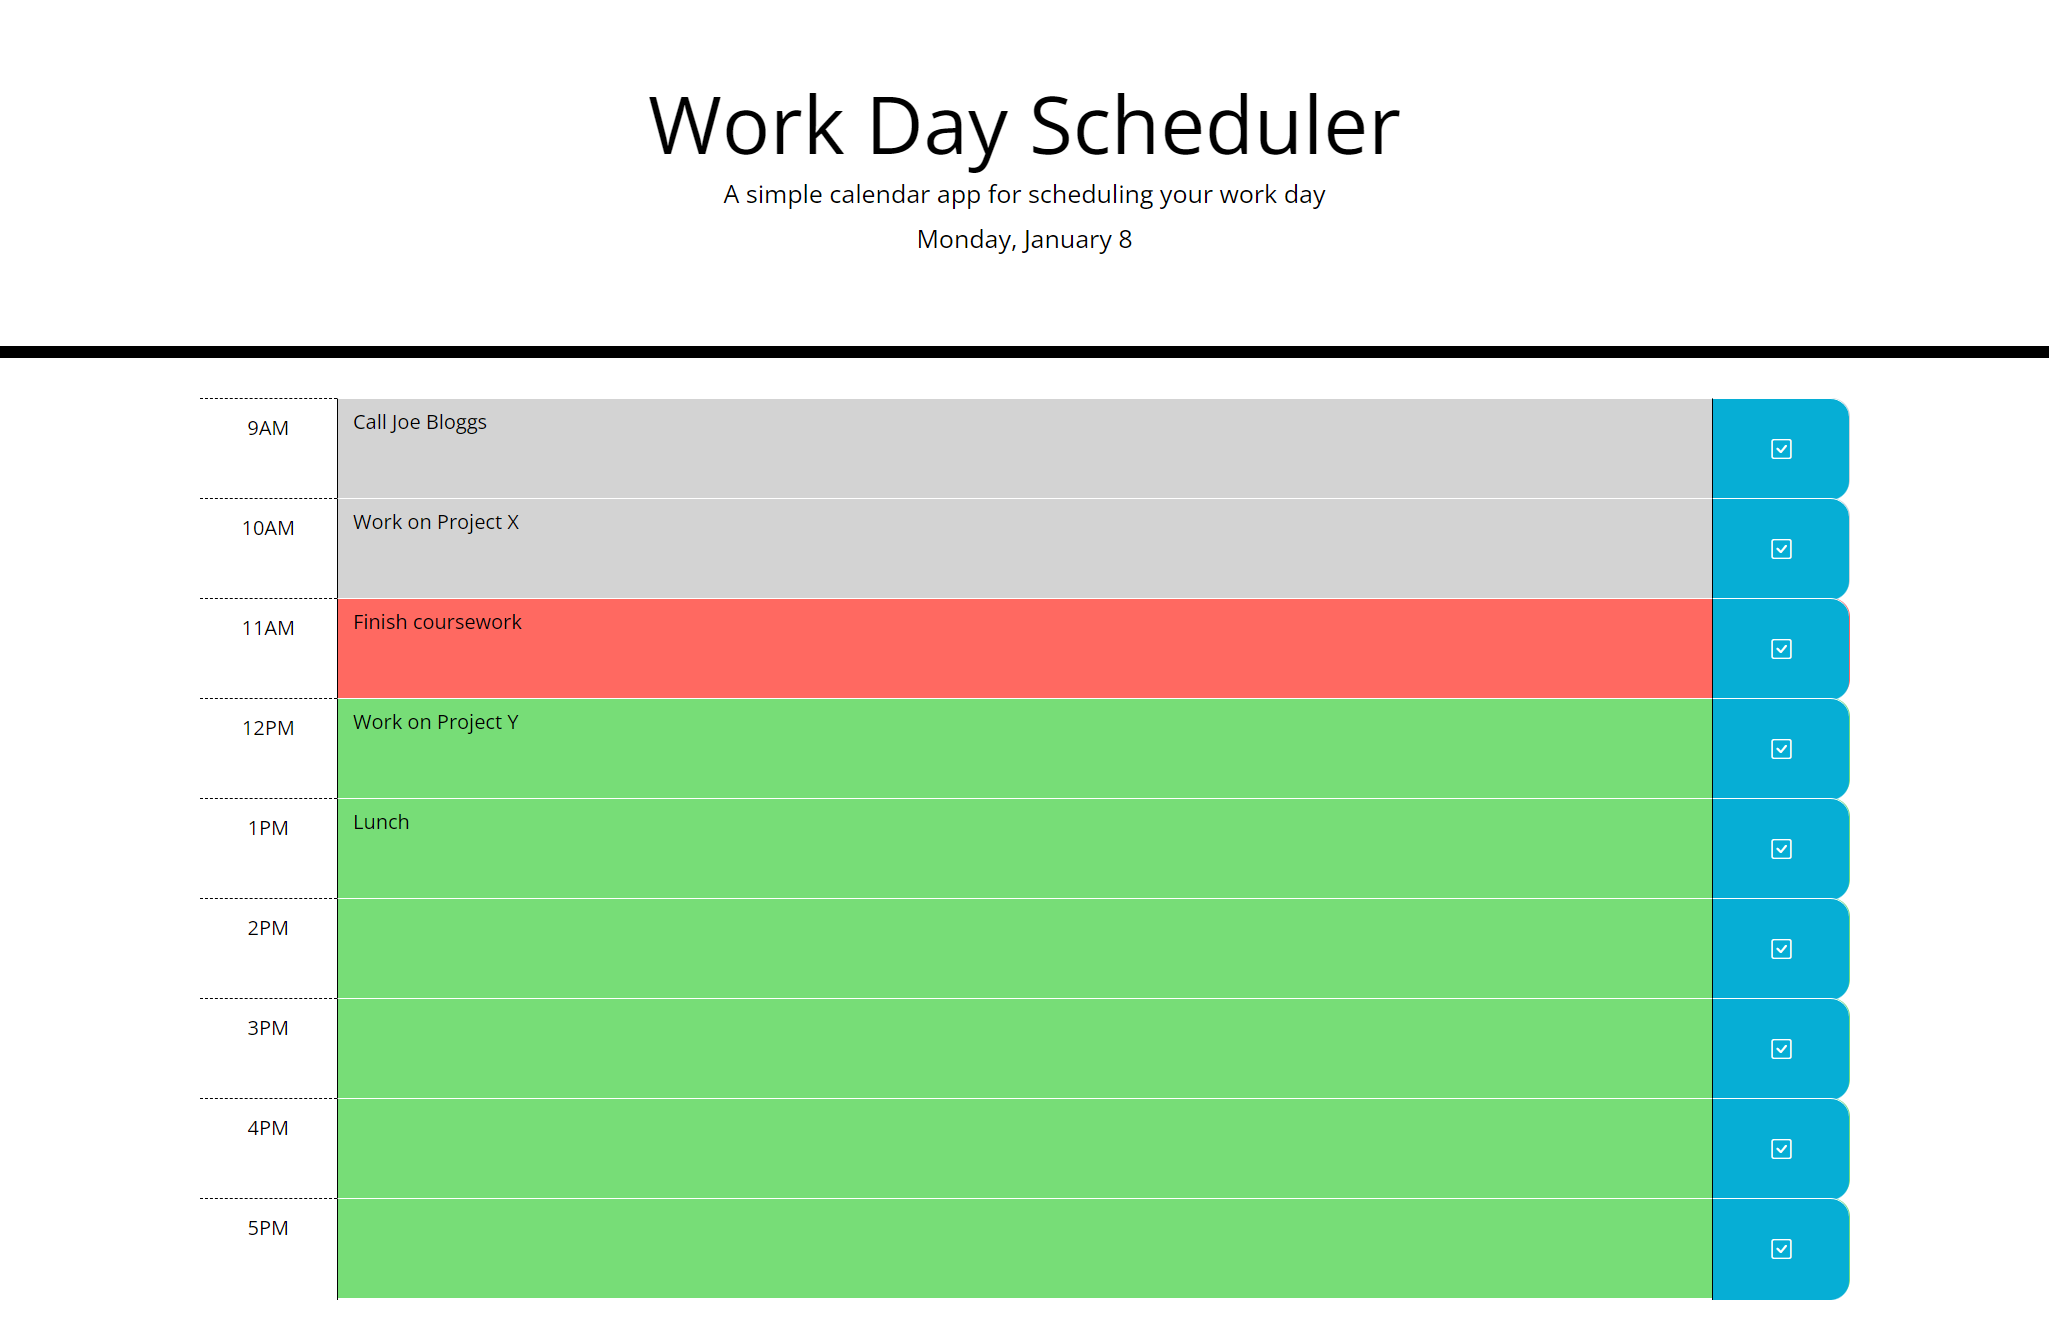 Work Day Scheduler
A simple calendar app for scheduling your work day
Monday, January 8
9AM
Call Joe Bloggs
10AM
Work on Project X
11AM
Finish coursework
12PM
Work on Project Y
1PM
Lunch
2PM
3PM
4PM
5PM